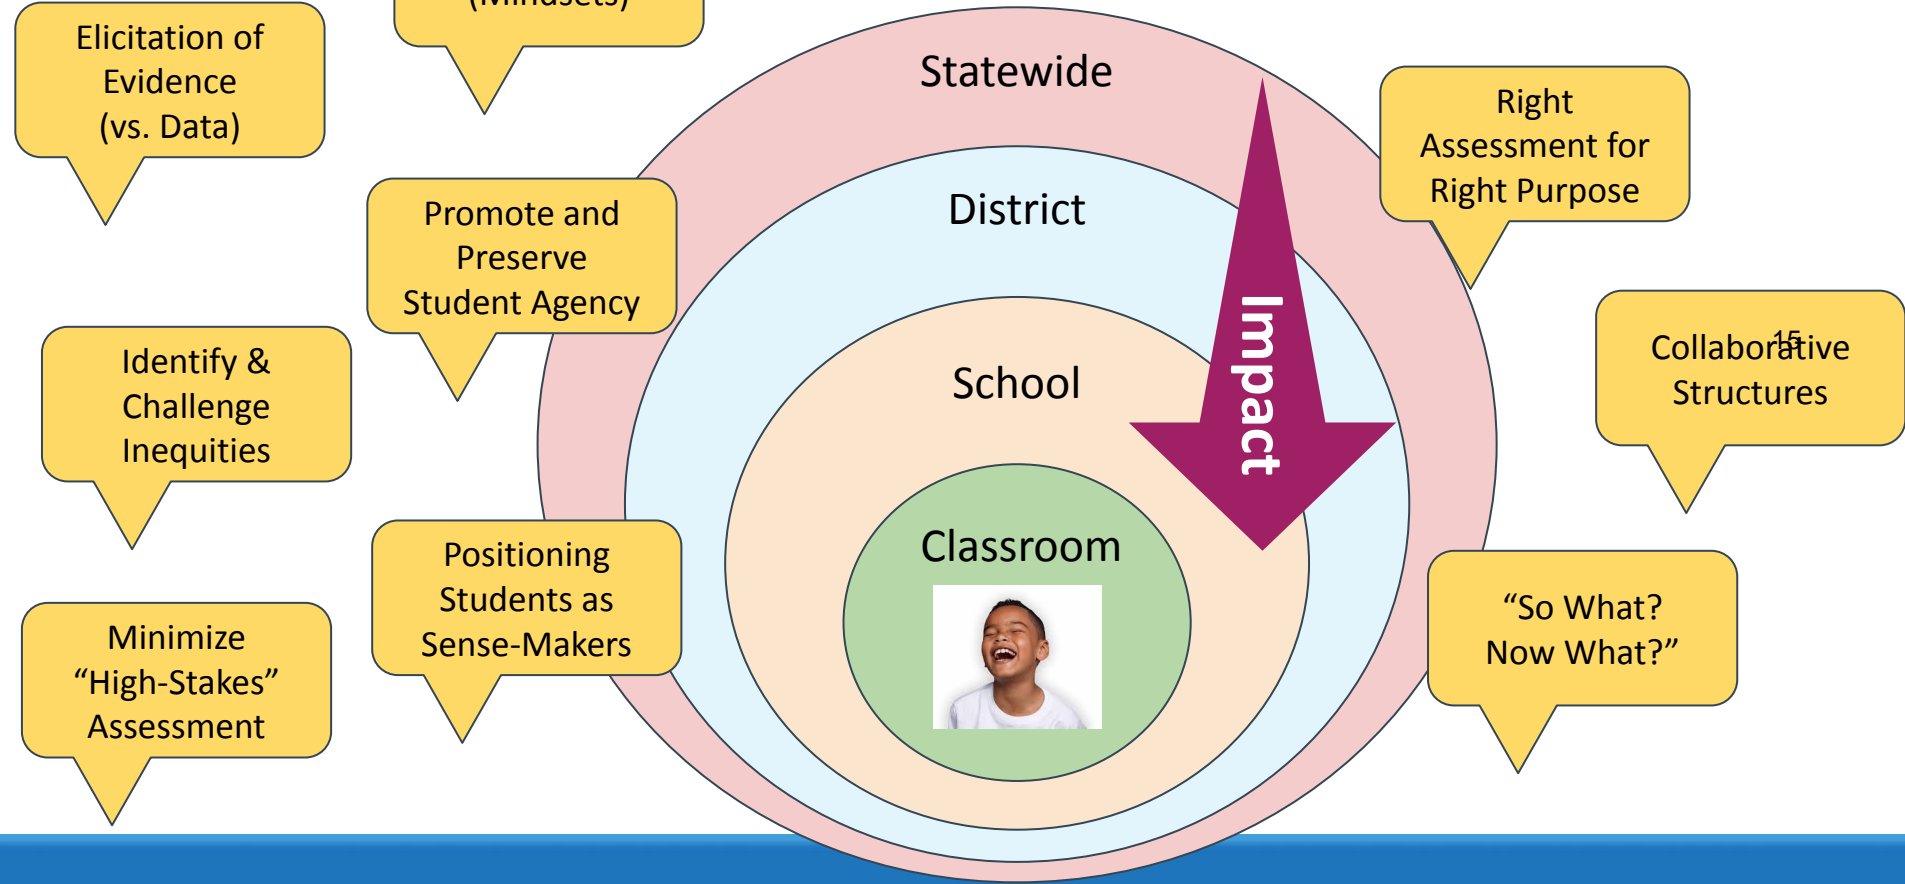 (Mindsets)
Elicitation of
Evidence
(vs. Data)
Statewide
Right
Assessment for
Right Purpose
Promote and
Preserve
Student Agency
District
Impact
Identify &
Challenge
Inequities
School
Collaborative
Structures
15
Positioning
Students as
Sense-Makers
Classroom
“So What?
Now What?”
Minimize
“High-Stakes”
Assessment